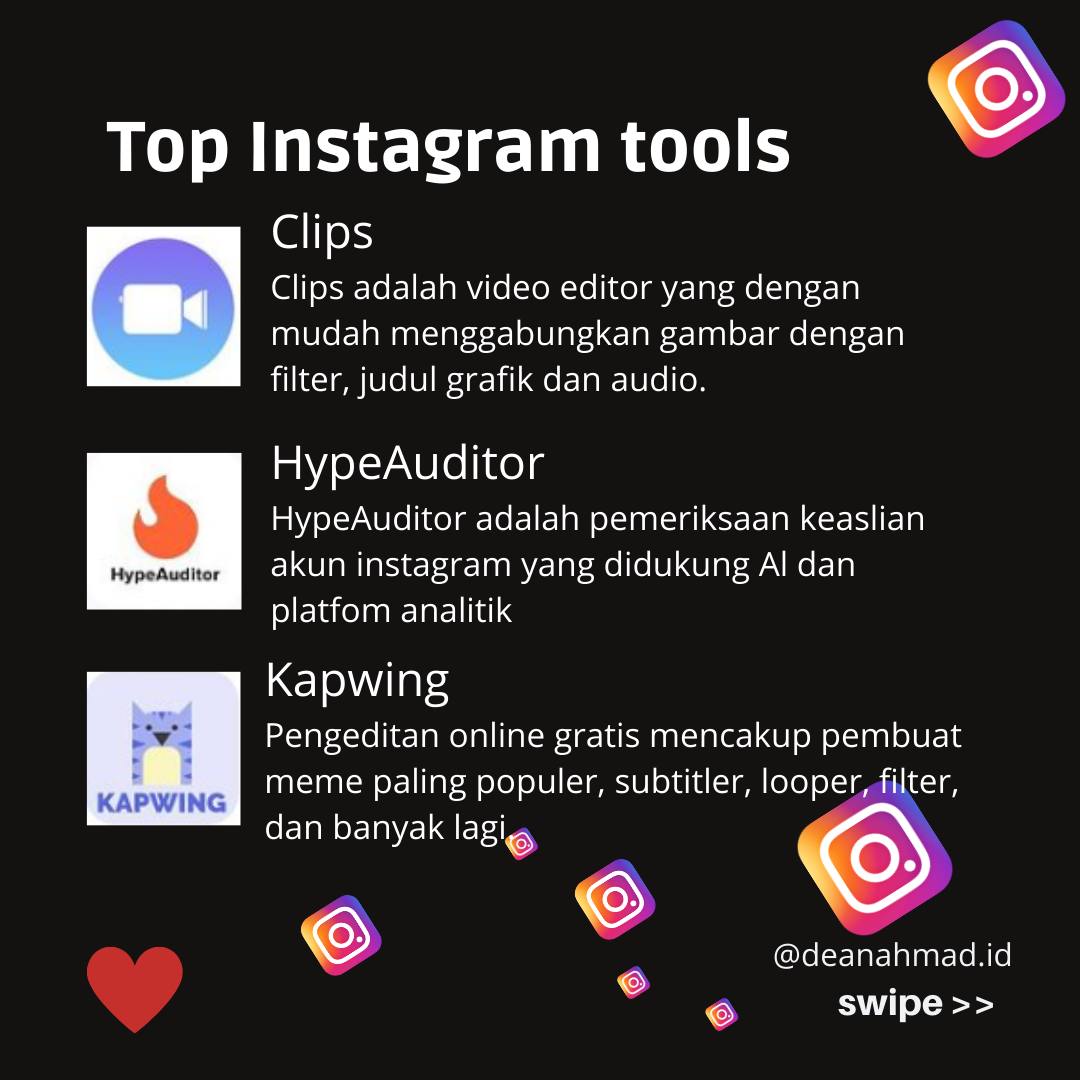 Top Instagram tools
Clips
Clips adalah video editor yang dengan
mudah menggabungkan gambar dengan
filter, judul grafik dan audio.
HypeAuditor
HypeAuditor
HypeAuditor adalah pemeriksaan keaslian
akun instagram yang didukung Al dan
platfom analitik
Kapwing
KAPWING
Pengeditan online gratis mencakup pembuat
meme paling populer, subtitler, looper, filter,
dan banyak lagi.
@deanahmad.id
swipe >>